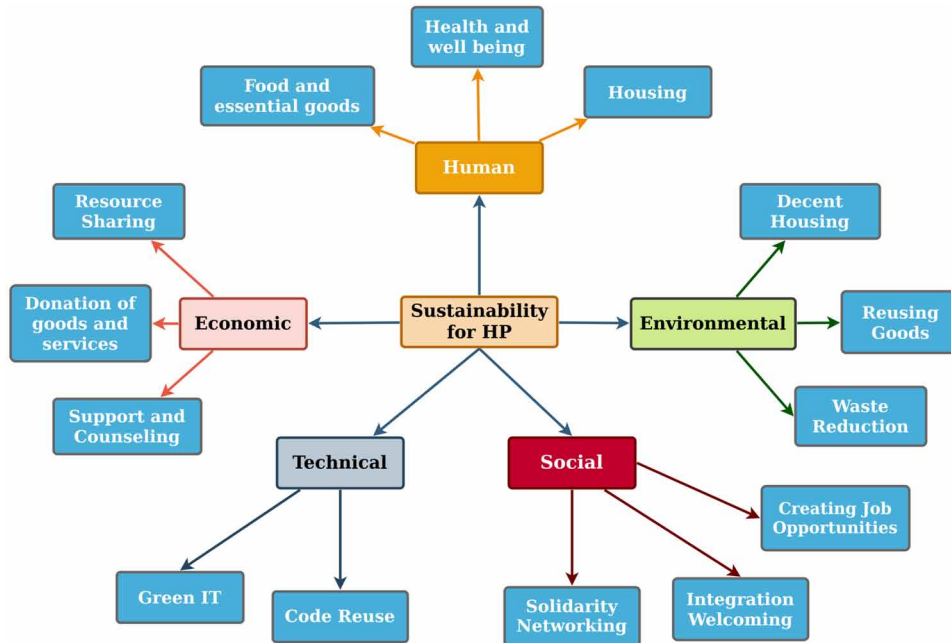 Health and
well being
Food and
essential goods
Housing
Human
Resource
Sharing
Decent
Housing
Donation of
goods and
services
Economic
Sustainability
for HP
Environmental
Reusing
Goods
Support and
Counseling
Waste
Reduction
Technical
Social
Creating Job
Opportunities
Green IT
Code Reuse
Solidarity
Networking
Integration
Welcoming